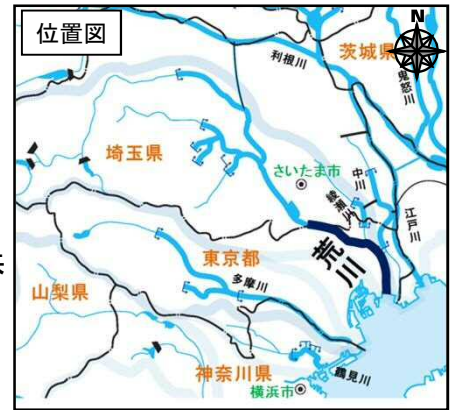 位置図
N
利根川
茨城県
鬼怒川
埼玉県
さいたま市
中川
綾瀬川
江戸川
荒川
東京都
多摩川
山梨県
神奈川県
鶴見川
横浜市